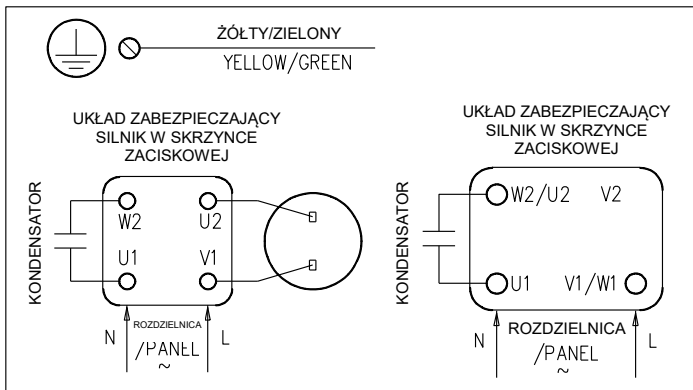 ŻÓŁTY/ZIELONY
YELLOW/GREEN
UKŁAD ZABEZPIECZAJĄCY
SILNIK W SKRZYNCE
ZACISKOWEJ
KONDENSATOR
W2
U2
U1
V1
N
ROZDZIELNICA
/PANEL
~
L
UKŁAD ZABEZPIECZAJĄCY
SILNIK W SKRZYNCE
ZACISKOWEJ
KONDENSATOR
W2/U2
V2
U1
V1/W1
N
ROZDZIELNICA
/PANEL
~
L